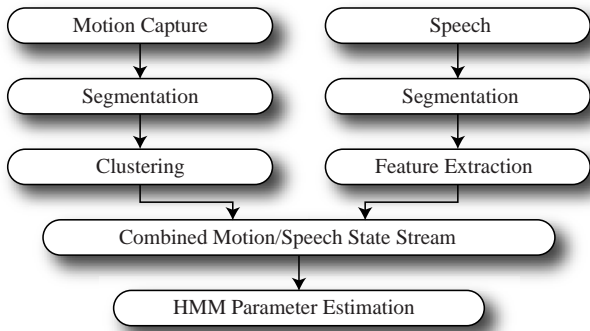 Motion Capture
Speech
Segmentation
Segmentation
Clustering
Feature Extraction
Combined Motion/Speech State Stream
HMM Parameter Estimation